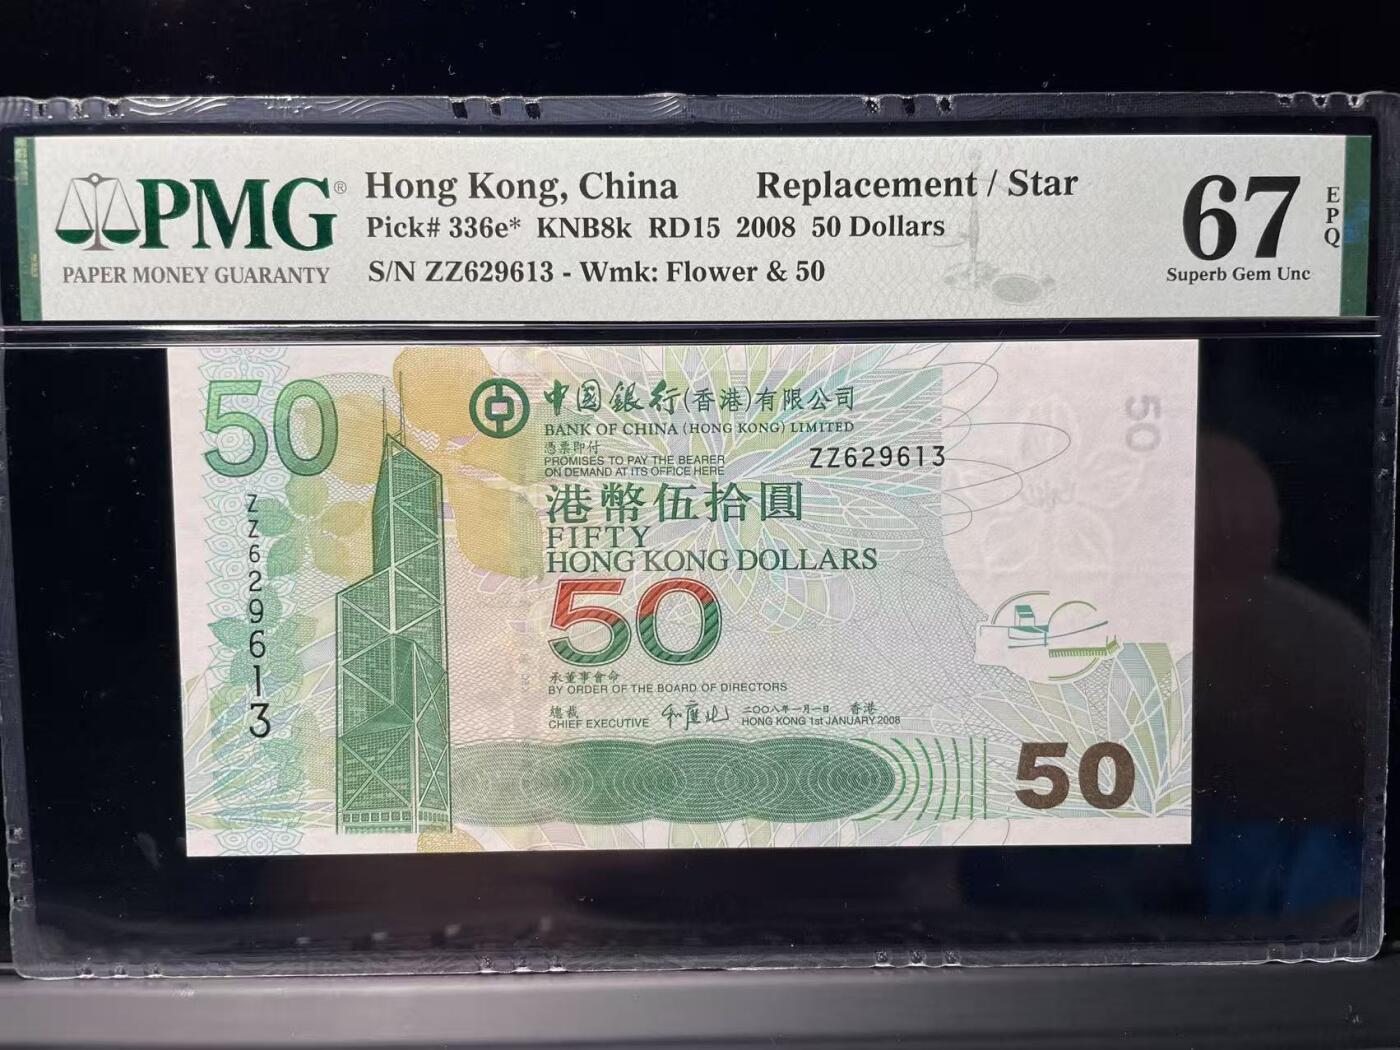 PMG®
PAPER MONEY GUARANTY
Hong Kong, China Replacement / Star
Pick# 336e* KNB8k RD15 2008 50 Dollars
S/N ZZ629613 - Wmk: Flower & 50
67
EPQ
Superb Gem Unc
50
中國銀行(香港)有限公司
BANK OF CHINA (HONG KONG) LIMITED
憑票即付
PROMISES TO PAY THE BEARER
ON DEMAND AT ITS OFFICE HERE
ZZ629613
港幣伍拾圓
FIFTY
HONG KONG DOLLARS
50
承董事會命
BY ORDER OF THE BOARD OF DIRECTORS
總裁
CHIEF EXECUTIVE
和廣北
二〇〇八年一月一日 香港
HONG KONG 1st JANUARY 2008
ZZ629613
50
50